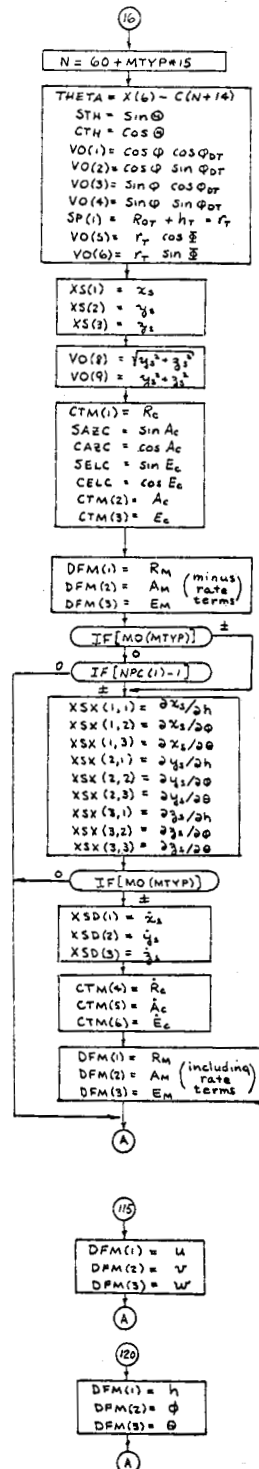 16
N = 60 + MTYP*15
THETA = X(6) - C(N+14)
STH = Sin Θ
CTH = Cos Θ
VO(1) = cos φ cos φDT
VO(2) = cos φ sin φDT
VO(3) = sin φ cos φDT
VO(4) = sin φ sin φDT
SP(1) = R0T + hT = rT
VO(5) = rT cos Φ
VO(6) = rT sin Φ
XS(1) = xs
XS(2) = ys
XS(3) = zs
VO(8) = √ys² + zs²
VO(9) = ys² + zs²
CTM(1) = Rc
SAZC = sin Ac
CAZC = cos Ac
SELC = sin Ec
CELC = cos Ec
CTM(2) = Ac
CTM(3) = Ec
DFM(1) = RM
DFM(2) = AM (minus rate terms)
DFM(3) = EM
IF[MO(MTYP)] ±
0
0 IF[NPC(1)-1]
±
XSX(1,1) = ∂xs/∂h
XSX(1,2) = ∂xs/∂φ
XSX(1,3) = ∂xs/∂θ
XSX(2,1) = ∂ys/∂h
XSX(2,2) = ∂ys/∂φ
XSX(2,3) = ∂ys/∂θ
XSX(3,1) = ∂zs/∂h
XSX(3,2) = ∂zs/∂φ
XSX(3,3) = ∂zs/∂θ
0 IF[MO(MTYP)]
±
XSD(1) = ẋs
XSD(2) = ẏs
XSD(3) = żs
CTM(4) = Ṙc
CTM(5) = Ȧc
CTM(6) = Ėc
DFM(1) = RM
DFM(2) = AM (including rate terms)
DFM(3) = EM
A
115
DFM(1) = u
DFM(2) = v
DFM(3) = w
A
120
DFM(1) = h
DFM(2) = φ
DFM(3) = θ
A